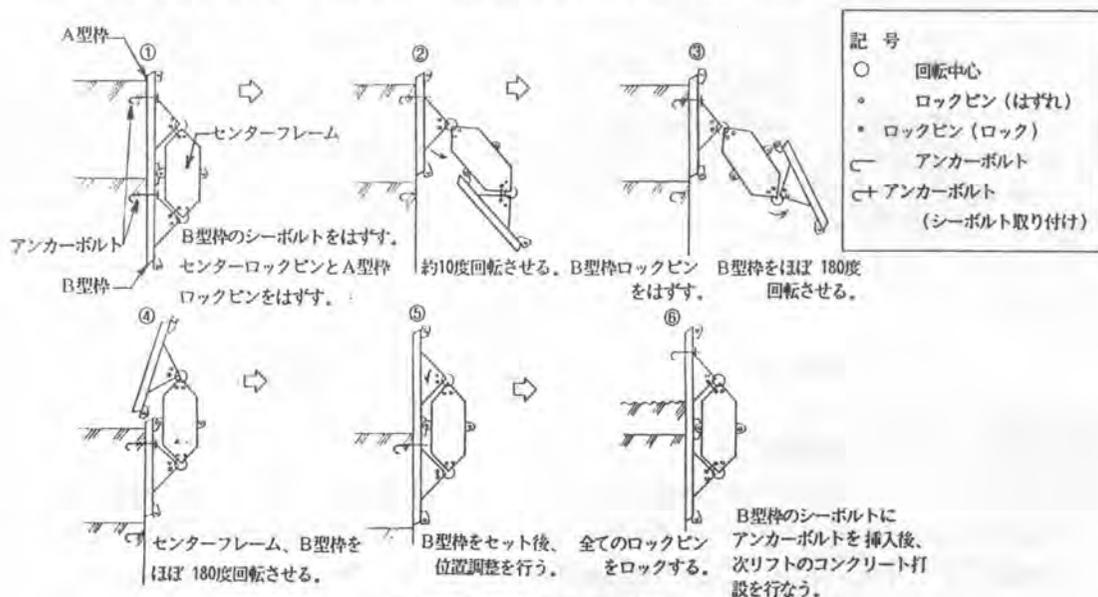 A型枠
①
センターフレーム
アンカーボルト
B型枠
B型枠のシーボルトをはずす。
センターロックピンとA型枠
ロックピンをはずす。
②
約10度回転させる。
③
B型枠ロックピン
をはずす。
B型枠をほぼ 180度
回転させる。
記 号
回転中心
ロックピン (はずれ)
ロックピン (ロック)
アンカーボルト
アンカーボルト
(シーボルト取り付け)
④
センターフレーム、B型枠を
ほぼ 180度回転させる。
⑤
B型枠をセット後、
位置調整を行う。
⑥
全てのロックピン
をロックする。
B型枠のシーボルトに
アンカーボルトを 挿入後、
次リフトのコンクリート打
設を行なう。